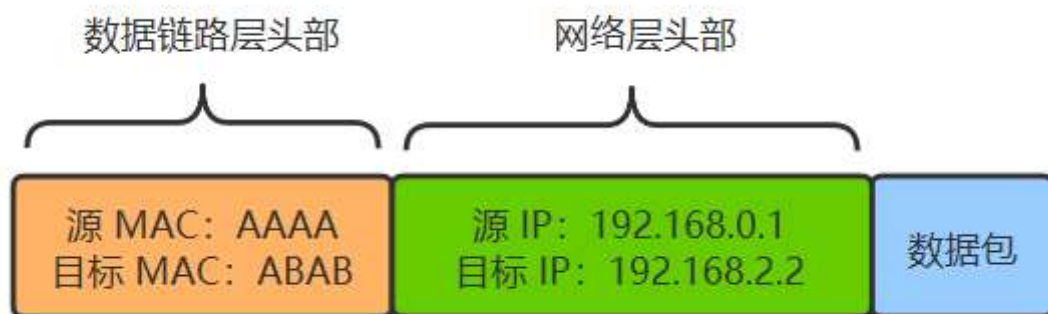 数据链路层头部
网络层头部
源 MAC：AAAA
目标 MAC：ABAB
源 IP：192.168.0.1
目标 IP：192.168.2.2
数据包